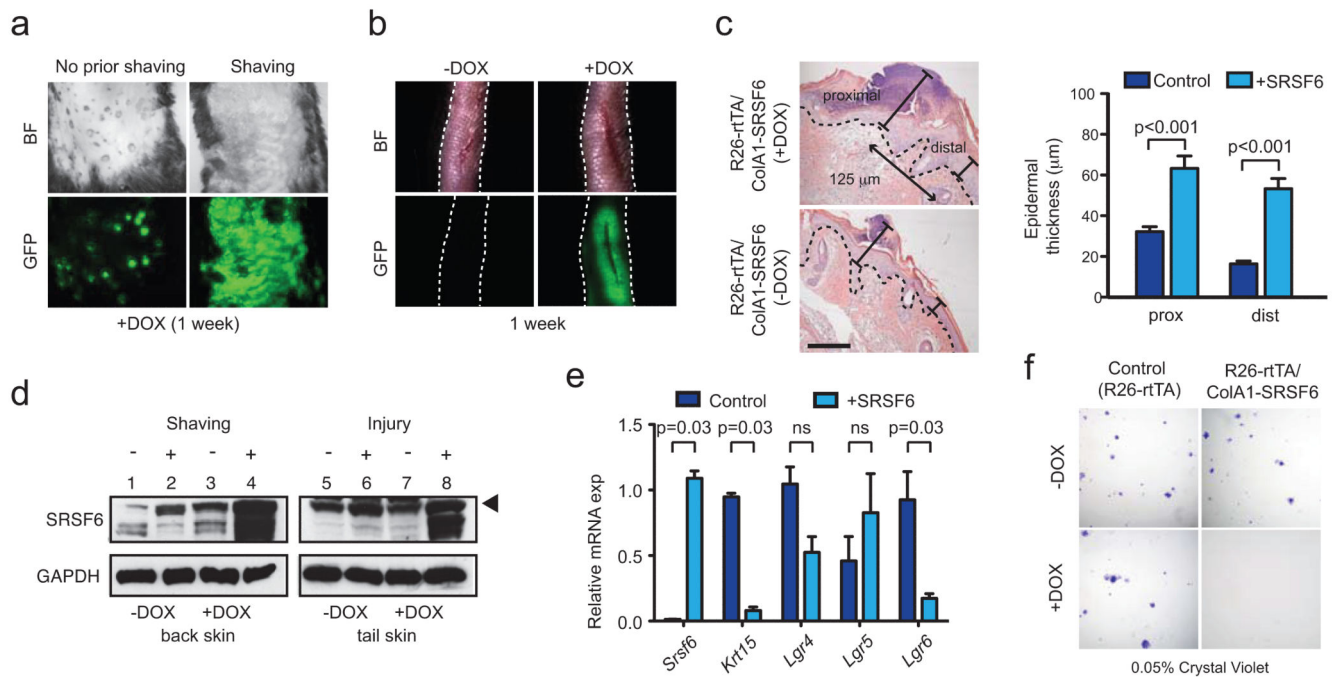 a
No prior shaving
Shaving
BF
GFP
+DOX (1 week)
b
-DOX
+DOX
BF
GFP
1 week
c
R26-rtTA/
ColA1-SRSF6
(+DOX)
proximal
distal
125 μm
R26-rtTA/
ColA1-SRSF6
(-DOX)
Control
+SRSF6
Epidermal
thickness (μm)
100
80
60
40
20
0
p<0.001
p<0.001
prox
dist
d
Shaving
Injury
- + - +
- + - +
1 2 3 4
5 6 7 8
SRSF6
GAPDH
-DOX +DOX
back skin
-DOX +DOX
tail skin
e
Control
+SRSF6
Relative mRNA exp
1.5
1.0
0.5
0.0
p=0.03
p=0.03
ns
ns
p=0.03
Srsf6
Krt15
Lgr4
Lgr5
Lgr6
f
Control
(R26-rtTA)
R26-rtTA/
ColA1-SRSF6
-DOX
+DOX
0.05% Crystal Violet